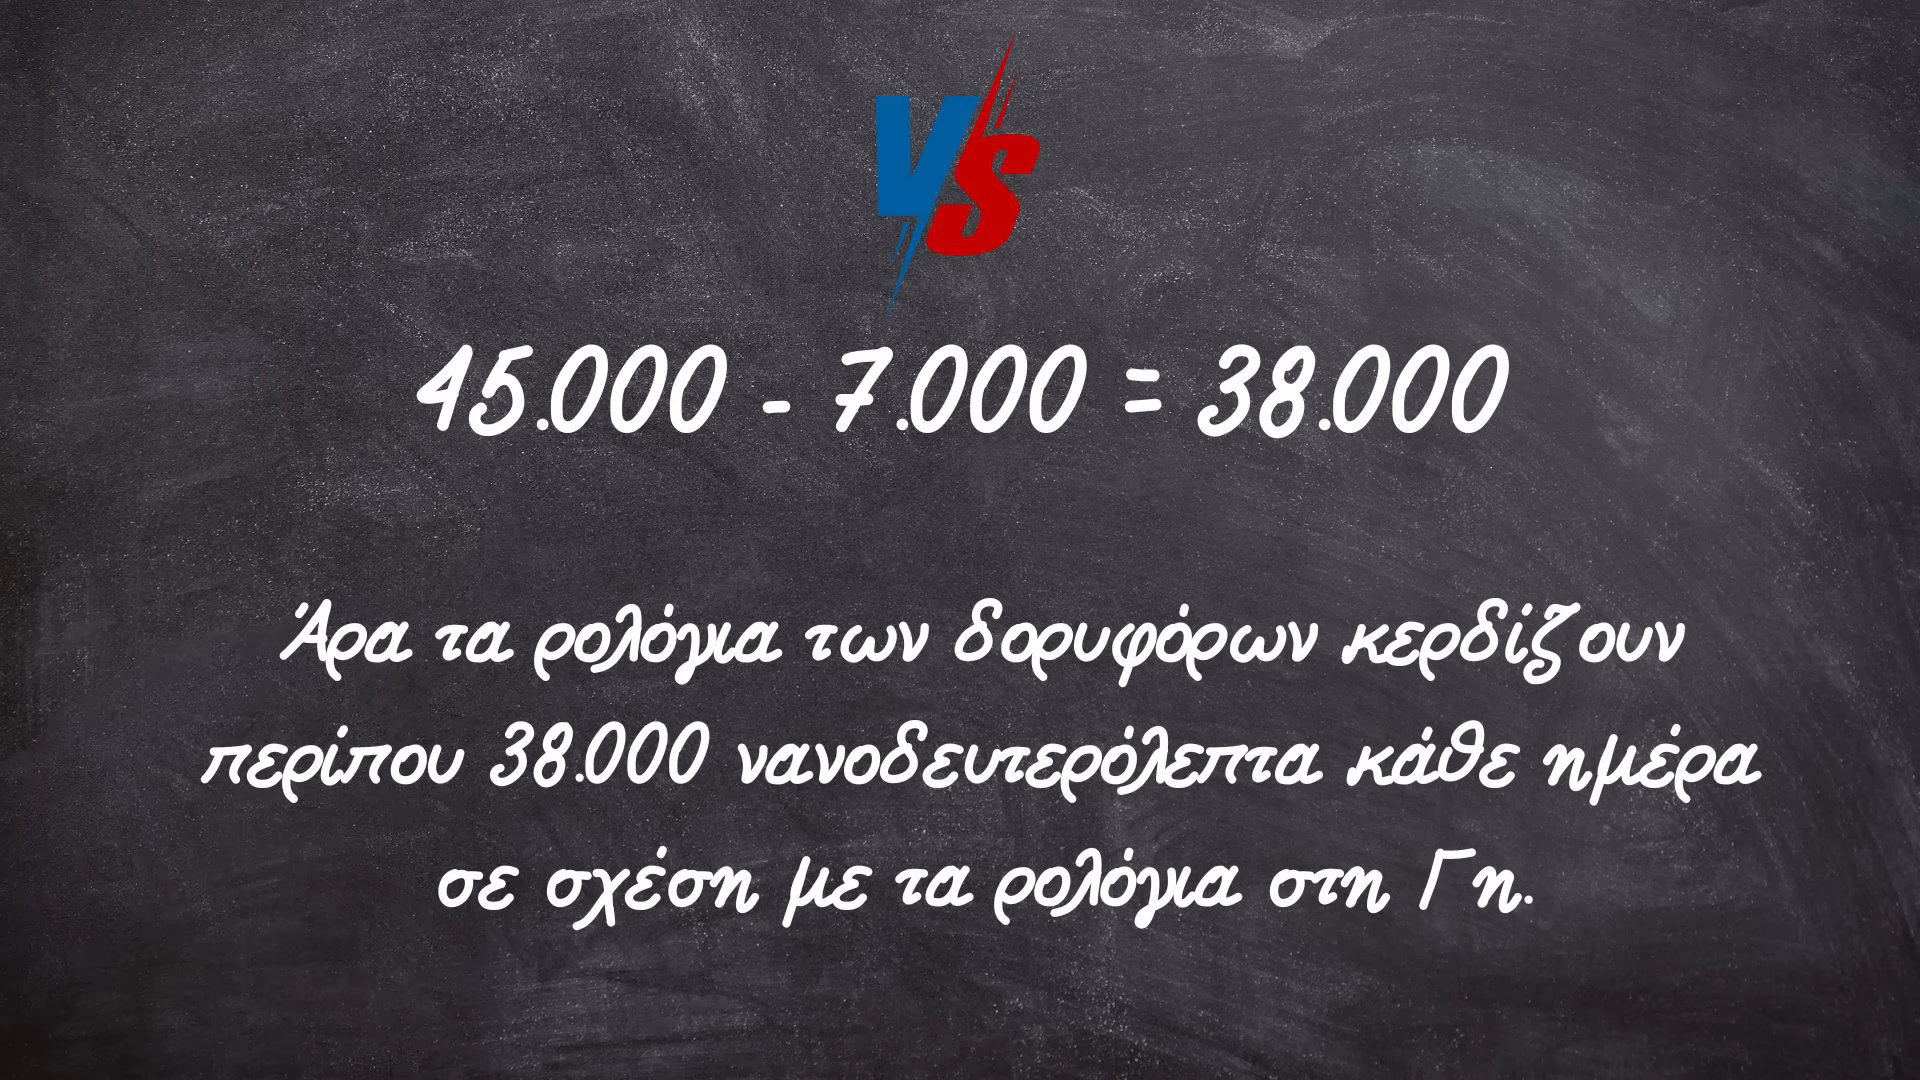 VS
45.000 - 7.000 = 38.000
Άρα τα ρολόγια των δορυφόρων κερδίζουν
περίπου 38.000 νανοδευτερόλεπτα κάθε ημέρα
σε σχέση με τα ρολόγια στη Γη.